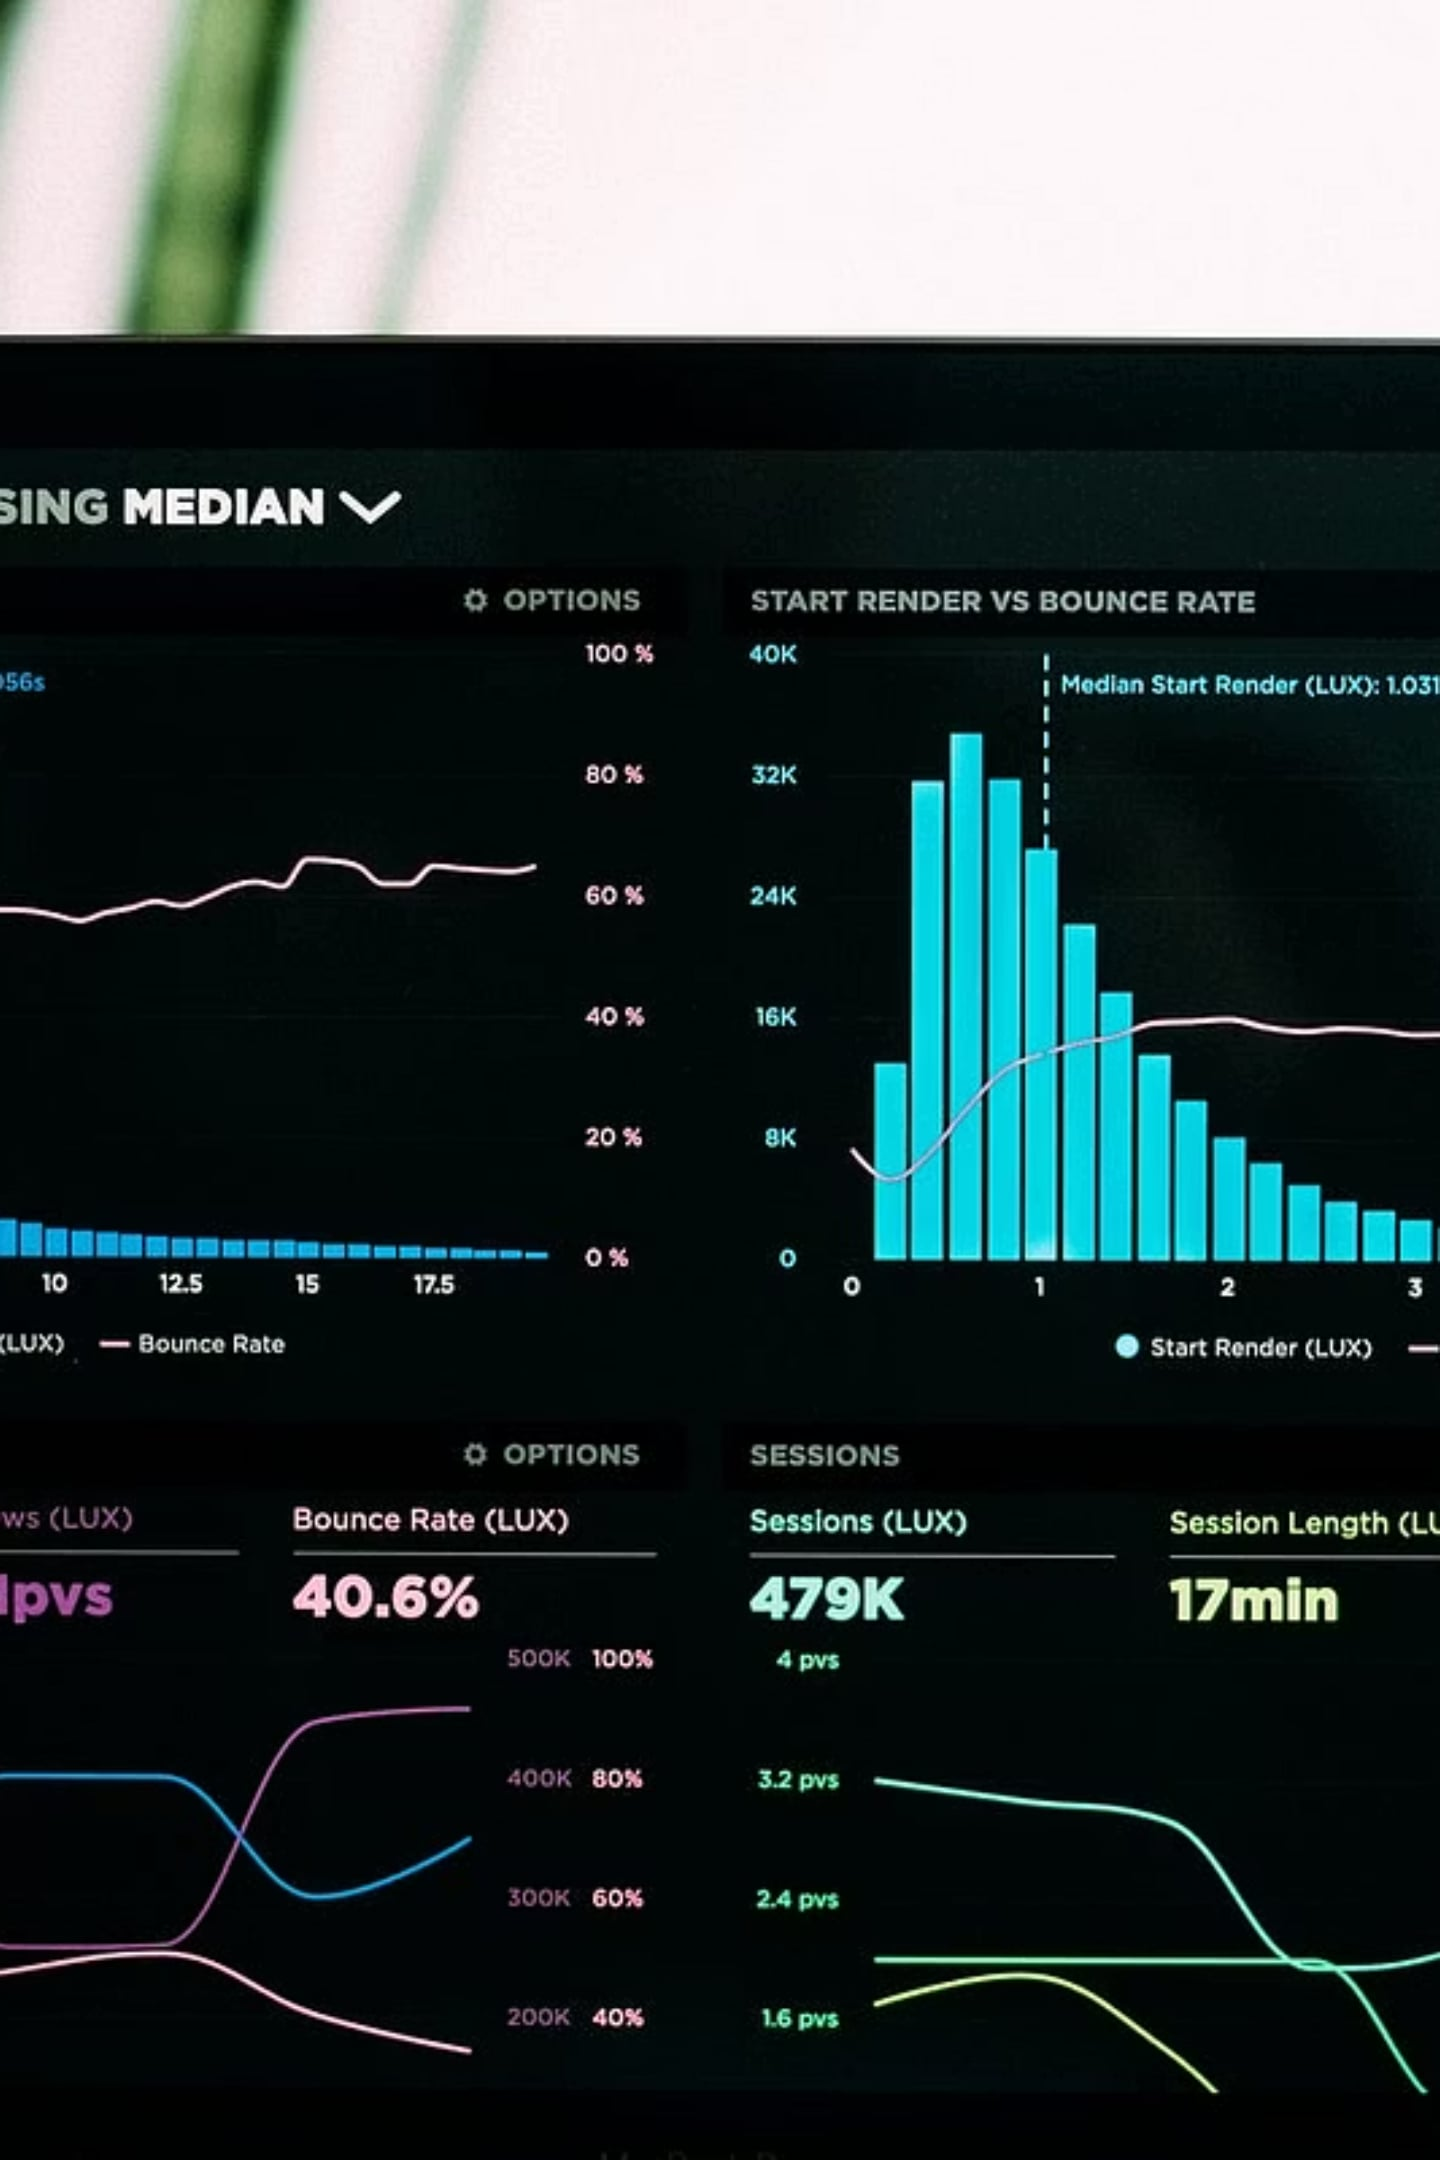 SING MEDIAN
OPTIONS
56s
100 %
80 %
60 %
40 %
20 %
0 %
10 12.5 15 17.5
(LUX) Bounce Rate
START RENDER VS BOUNCE RATE
40K
Median Start Render (LUX): 1.031
32K
24K
16K
8K
0
0 1 2 3
Start Render (LUX)
OPTIONS
ws (LUX) Bounce Rate (LUX)
pvs 40.6%
500K 100%
400K 80%
300K 60%
200K 40%
SESSIONS
Sessions (LUX) Session Length (LU
479K 17min
4 pvs
3.2 pvs
2.4 pvs
1.6 pvs